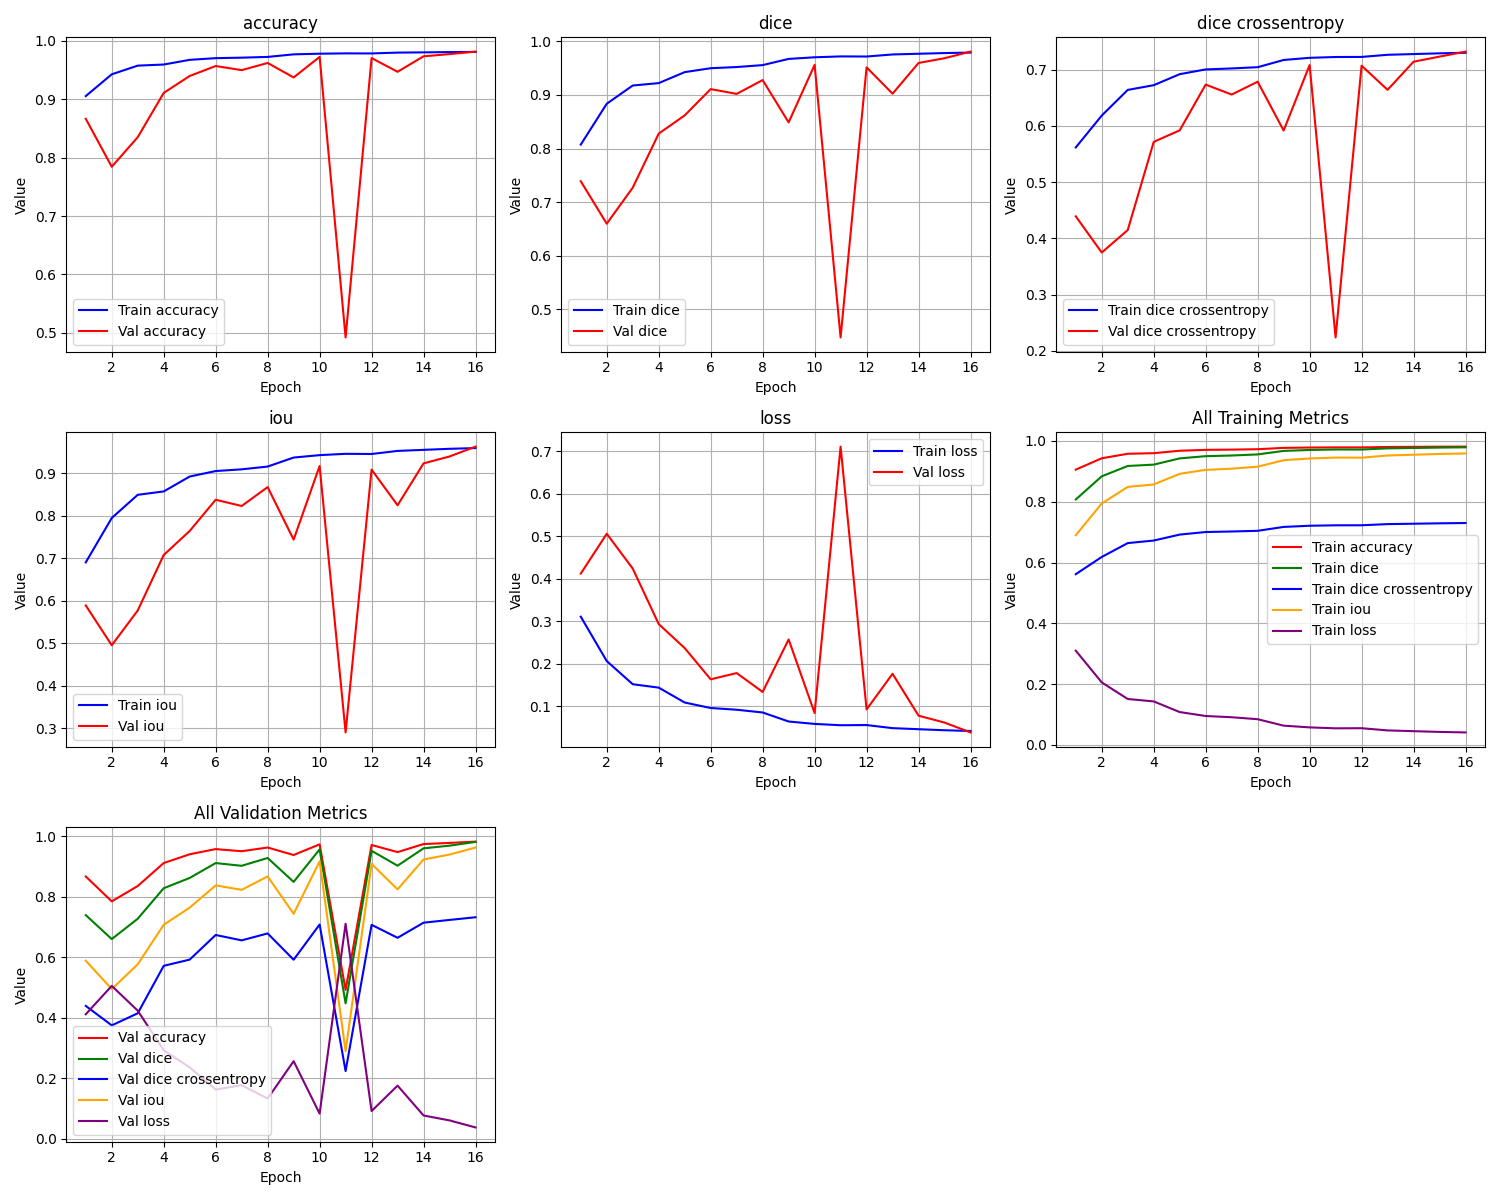 accuracy
1.0
0.9
0.8
0.7
0.6
0.5
Value
Train accuracy
Val accuracy
2 4 6 8 10 12 14 16
Epoch
dice
1.0
0.9
0.8
0.7
0.6
0.5
Value
Train dice
Val dice
2 4 6 8 10 12 14 16
Epoch
dice crossentropy
0.7
0.6
0.5
0.4
0.3
0.2
Value
Train dice crossentropy
Val dice crossentropy
2 4 6 8 10 12 14 16
Epoch
iou
0.9
0.8
0.7
0.6
0.5
0.4
0.3
Value
Train iou
Val iou
2 4 6 8 10 12 14 16
Epoch
loss
0.7
0.6
0.5
0.4
0.3
0.2
0.1
Value
Train loss
Val loss
2 4 6 8 10 12 14 16
Epoch
All Training Metrics
1.0
0.8
0.6
0.4
0.2
0.0
Value
Train accuracy
Train dice
Train dice crossentropy
Train iou
Train loss
2 4 6 8 10 12 14 16
Epoch
All Validation Metrics
1.0
0.8
0.6
0.4
0.2
0.0
Value
Val accuracy
Val dice
Val dice crossentropy
Val iou
Val loss
2 4 6 8 10 12 14 16
Epoch